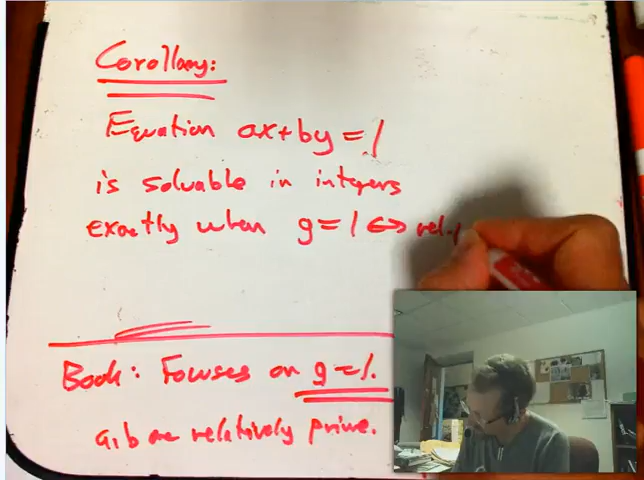 Corollary:
Equation ax+by=1
is solvable in integers
exactly when g=1 ⇔ rel.
Book: Focuses on g=1.
a,b are relatively prime.